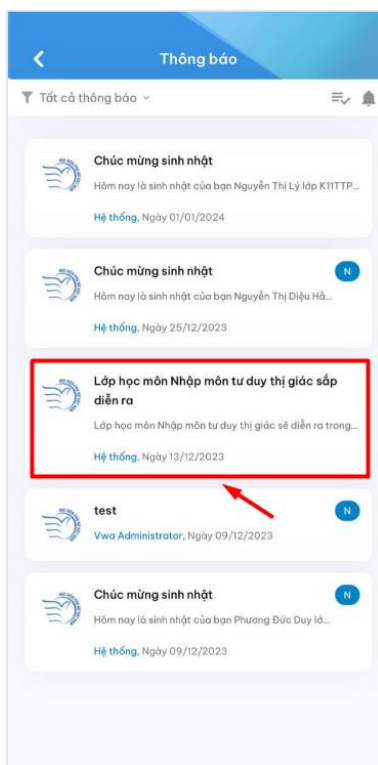 Thông báo
Tất cả thông báo
Chúc mừng sinh nhật
Hôm nay là sinh nhật của bạn Nguyễn Thị Lý lớp K11TTP...
Hệ thống, Ngày 01/01/2024
Chúc mừng sinh nhật
N
Hôm nay là sinh nhật của bạn Nguyễn Thị Diệu Hằ...
Hệ thống, Ngày 25/12/2023
Lớp học môn Nhập môn tư duy thị giác sắp
diễn ra
Lớp học môn Nhập môn tư duy thị giác sẽ diễn ra trong...
Hệ thống, Ngày 13/12/2023
test
N
Vwa Administrator, Ngày 09/12/2023
Chúc mừng sinh nhật
N
Hôm nay là sinh nhật của bạn Phương Đức Duy lớ...
Hệ thống, Ngày 09/12/2023